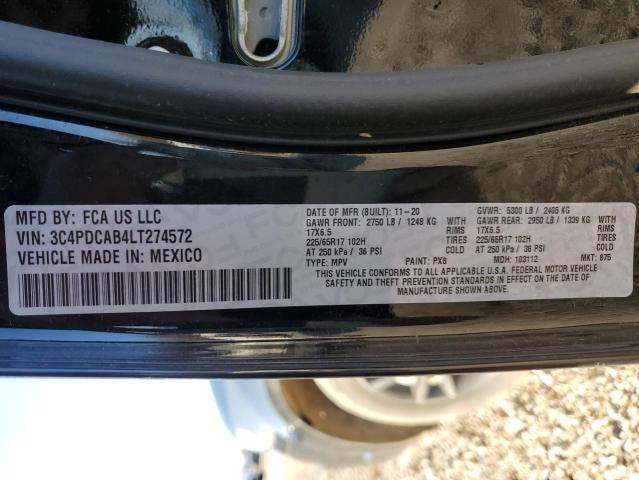 MFD BY: FCA US LLC
VIN: 3C4PDCAB4LT274572
VEHICLE MADE IN: MEXICO
DATE OF MFR (BUILT): 11-20 GVWR: 5300 LB / 2405 KG
GAWR FRONT: 2750 LB / 1248 KG WITH GAWR REAR: 2950 LB / 1339 KG WITH
17X6.5 RIMS 17X6.5 RIMS
225/65R17 102H TIRES 225/65R17 102H TIRES
AT 250 kPa / 36 PSI COLD AT 250 kPa / 36 PSI COLD
TYPE: MPV PAINT: PX8 MDH: 103112 MKT: 875
THIS VEHICLE CONFORMS TO ALL APPLICABLE U.S.A. FEDERAL MOTOR VEHICLE
SAFETY AND THEFT PREVENTION STANDARDS IN EFFECT ON THE DATE OF
MANUFACTURE SHOWN ABOVE.